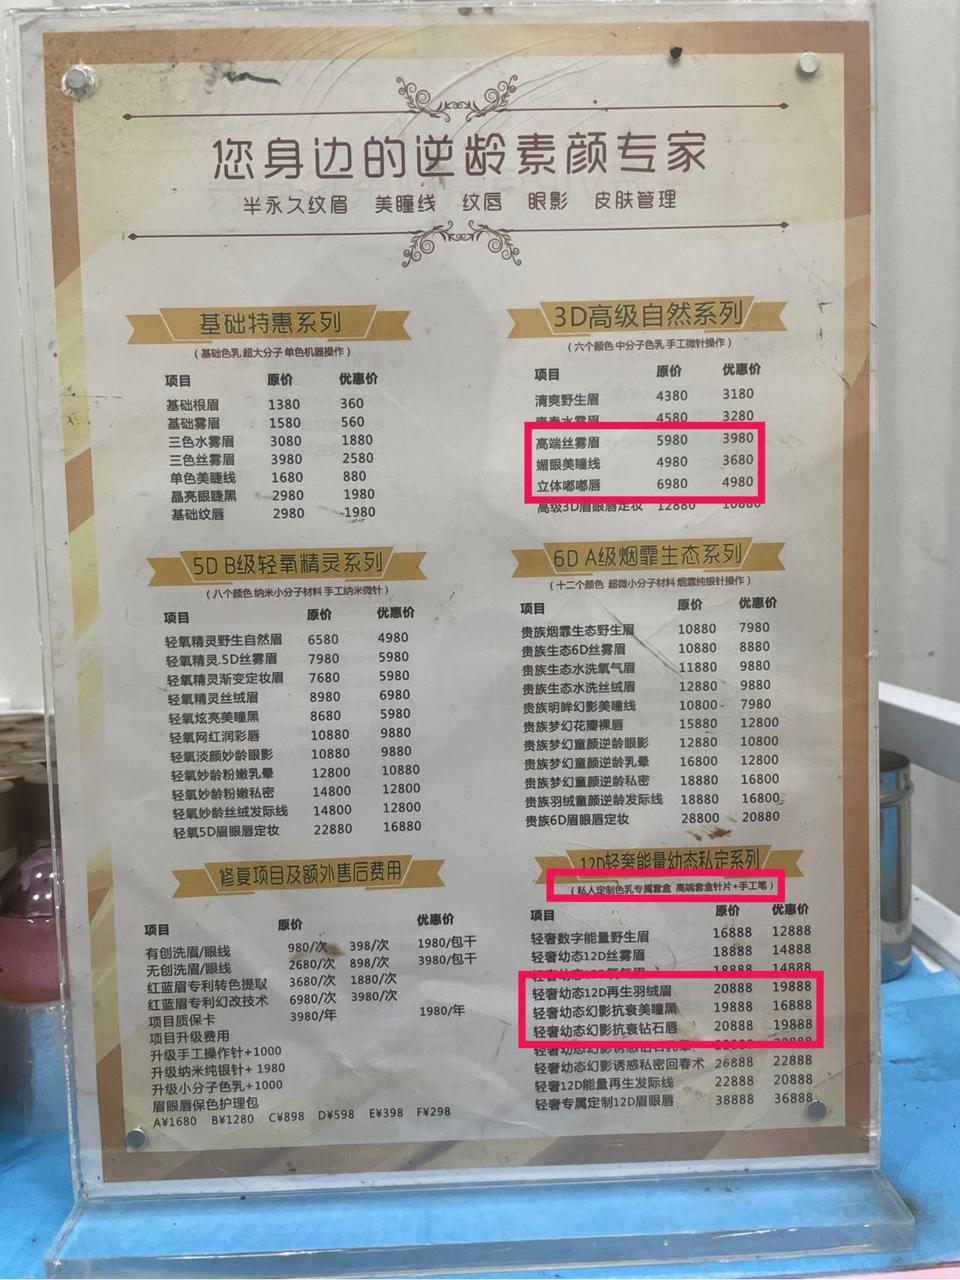 您身边的逆龄素颜专家
半永久纹眉 美瞳线 纹唇 眼影 皮肤管理
基础特惠系列
（基础色乳 超大分子 单色机器操作）
项目 原价 优惠价
基础根眉 1380 360
基础雾眉 1580 560
三色水雾眉 3080 1880
三色丝雾眉 3980 2580
单色美睫线 1680 880
晶亮眼睫黑 2980 1980
基础纹唇 2980 1980
3D高级自然系列
（六个颜色 中分子色乳 手工微针操作）
项目 原价 优惠价
清爽野生眉 4380 3180
4580 3280
高端丝雾眉 5980 3980
媚眼美瞳线 4980 3680
立体嘟嘟唇 6980 4980
高级3D眉眼唇定妆 12880 10880
5D B级轻氧精灵系列
（八个颜色 纳米小分子材料 手工纳米微针）
项目 原价 优惠价
轻氧精灵野生自然眉 6580 4980
轻氧精灵.5D丝雾眉 7980 5980
轻氧精灵渐变定妆眉 7680 5980
轻氧精灵丝绒眉 8980 6980
轻氧炫亮美瞳黑 8680 5980
轻氧网红润彩唇 10880 9880
轻氧淡颜妙龄眼影 10880 9880
轻氧妙龄粉嫩乳晕 12800 10880
轻氧妙龄粉嫩私密 14800 12800
轻氧妙龄丝绒发际线 14800 12800
轻氧5D眉眼唇定妆 22880 16880
6D A级烟霏生态系列
（十二个颜色 超微小分子材料 烟霏纯银针操作）
项目 原价 优惠价
贵族烟霏生态野生眉 10880 7980
贵族生态6D丝雾眉 10880 8880
贵族生态水洗氧气眉 11880 9880
贵族生态水洗丝绒眉 12880 9880
贵族明眸幻影美瞳线 10800 7980
贵族梦幻花瓣裸唇 15880 12800
贵族梦幻童颜逆龄眼影 12880 10800
贵族梦幻童颜逆龄乳晕 16800 12800
贵族梦幻童颜逆龄私密 18880 16800
贵族羽绒童颜逆龄发际线 18880 16800
贵族6D眉眼唇定妆 28800 20880
修复项目及额外售后费用
项目 原价 优惠价
有创洗眉/眼线 980/次 398/次 1980/包干
无创洗眉/眼线 2680/次 898/次 3980/包干
红蓝眉专利转色提取 3680/次 1880/次
红蓝眉专利幻改技术 6980/次 3980/次
项目质保卡 3980/年 1980/年
项目升级费用
升级手工操作针+1000
升级纳米纯银针+1980
升级小分子色乳+1000
眉眼唇保色护理包
A¥1680 B¥1280 C¥898 D¥598 E¥398 F¥298
12D轻奢能量幼态私定系列
（私人定制色乳专属套盒 高端套盒针片+手工笔）
项目 原价 优惠价
轻奢数字能量野生眉 16888 12888
轻奢幼态12D丝雾眉 18888 14888
18888 14888
轻奢幼态12D再生羽绒眉 20888 19888
轻奢幼态幻影抗衰美瞳黑 19888 16888
轻奢幼态幻影抗衰钻石唇 20888 19888
轻奢幼态幻影诱惑私密回春术 26888 22888
轻奢12D能量再生发际线 22888 20888
轻奢专属定制12D眉眼唇 38888 36888